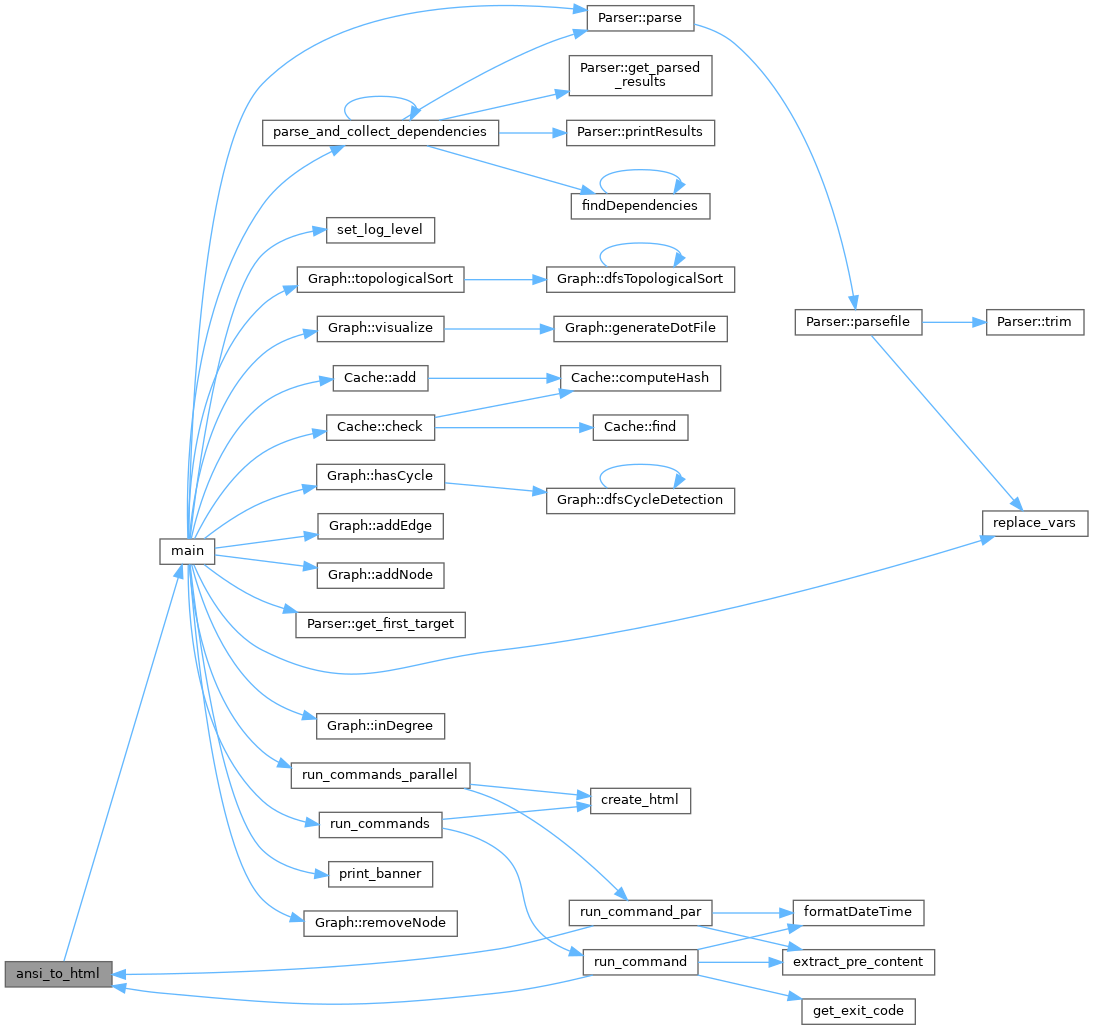 Parser::parse
Parser::get_parsed
_results
parse_and_collect_dependencies
Parser::printResults
findDependencies
set_log_level
Graph::topologicalSort
Graph::dfsTopologicalSort
Graph::visualize
Graph::generateDotFile
Parser::parsefile
Parser::trim
Cache::add
Cache::computeHash
Cache::check
Cache::find
Graph::hasCycle
Graph::dfsCycleDetection
Graph::addEdge
replace_vars
main
Graph::addNode
Parser::get_first_target
Graph::inDegree
run_commands_parallel
create_html
run_commands
print_banner
Graph::removeNode
run_command_par
formatDateTime
ansi_to_html
run_command
extract_pre_content
get_exit_code